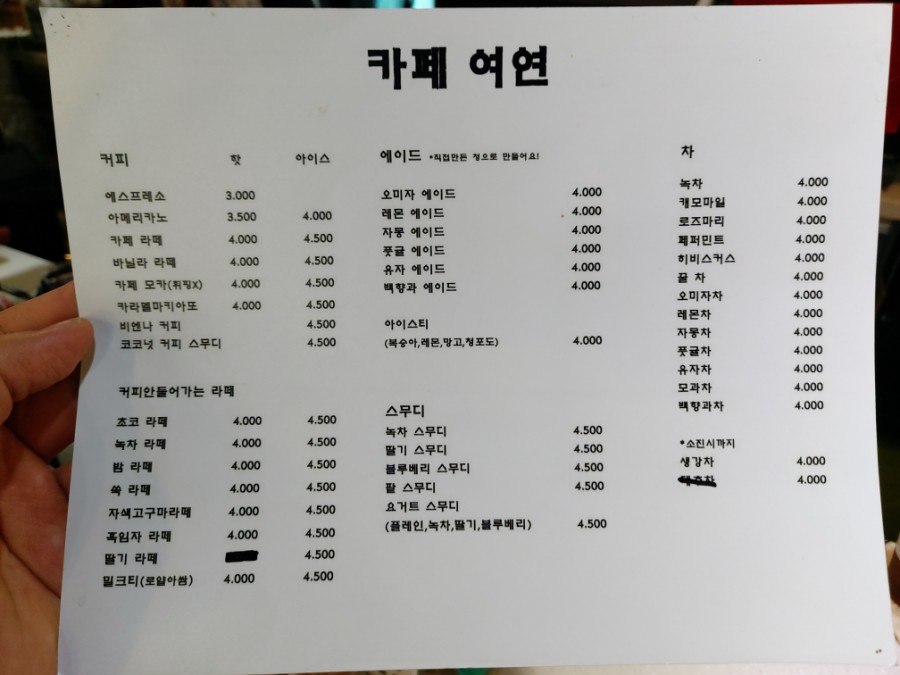 카페 여연
커피 핫 아이스
에스프레소 3.000
아메리카노 3.500 4.000
카페 라떼 4.000 4.500
바닐라 라떼 4.000 4.500
카페 모카(휘핑X) 4.000 4.500
카라멜마키아또 4.000 4.500
비엔나 커피 4.500
코코넛 커피 스무디 4.500
커피안들어가는 라떼
초코 라떼 4.000 4.500
녹차 라떼 4.000 4.500
밤 라떼 4.000 4.500
쑥 라떼 4.000 4.500
자색고구마라떼 4.000 4.500
흑임자 라떼 4.000 4.500
딸기 라떼 4.500
밀크티(로얄아쌈) 4.000 4.500
에이드 *직접만든 청으로 만들어요!
오미자 에이드 4.000
레몬 에이드 4.000
자몽 에이드 4.000
풋귤 에이드 4.000
유자 에이드 4.000
백향과 에이드 4.000
아이스티
(복숭아,레몬,망고,청포도) 4.000
스무디
녹차 스무디 4.500
딸기 스무디 4.500
블루베리 스무디 4.500
팥 스무디 4.500
요거트 스무디
(플레인,녹차,딸기,블루베리) 4.500
차
녹차 4.000
캐모마일 4.000
로즈마리 4.000
페퍼민트 4.000
히비스커스 4.000
꿀 차 4.000
오미자차 4.000
레몬차 4.000
자몽차 4.000
풋귤차 4.000
유자차 4.000
모과차 4.000
백향과차 4.000
*소진시까지
생강차 4.000
4.000